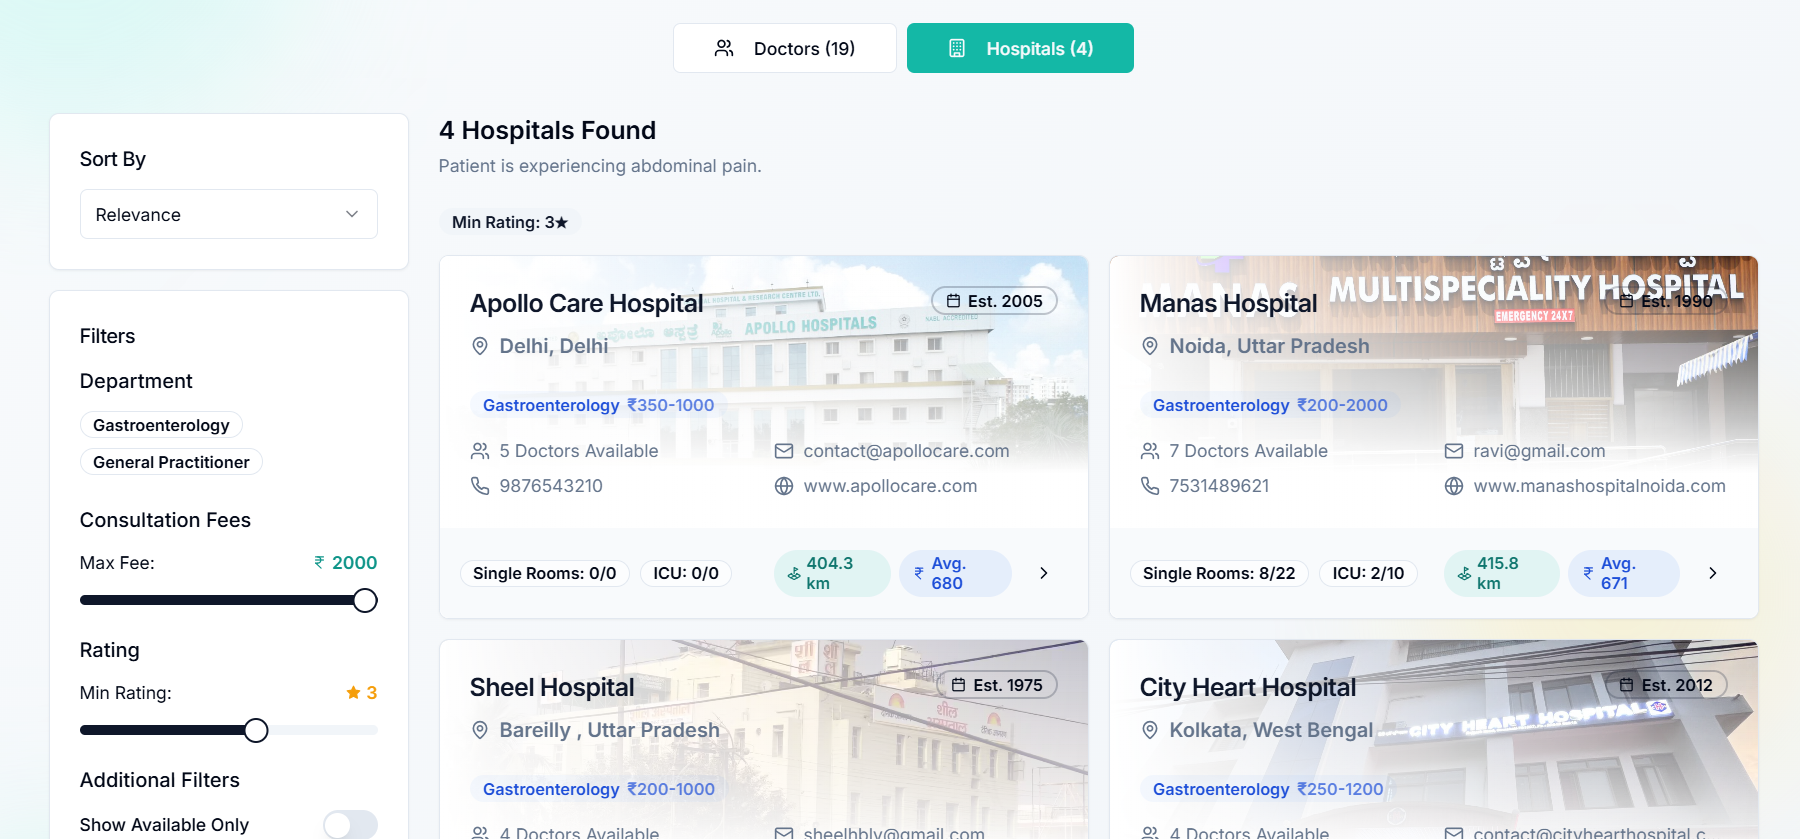 Doctors (19)
Hospitals (4)
Sort By
Relevance
Filters
Department
Gastroenterology
General Practitioner
Consultation Fees
Max Fee:
₹ 2000
Rating
Min Rating:
★ 3
Additional Filters
Show Available Only
4 Hospitals Found
Patient is experiencing abdominal pain.
Min Rating: 3★
Apollo Care Hospital
Est. 2005
Delhi, Delhi
APOLLO HOSPITALS
Gastroenterology ₹350-1000
5 Doctors Available
contact@apollocare.com
9876543210
www.apollocare.com
Single Rooms: 0/0
ICU: 0/0
404.3 km
₹ Avg. 680
MANAS
MULTISPECIALITY HOSPITAL
EMERGENCY 24X7
Manas Hospital
Est. 1990
Noida, Uttar Pradesh
Gastroenterology ₹200-2000
7 Doctors Available
ravi@gmail.com
7531489621
www.manashospitalnoida.com
Single Rooms: 8/22
ICU: 2/10
415.8 km
₹ Avg. 671
Sheel Hospital
Est. 1975
Bareilly , Uttar Pradesh
शील
Gastroenterology ₹200-1000
4 Doctors Available
sheelhbly@gmail.com
City Heart Hospital
Est. 2012
Kolkata, West Bengal
CITY HEART HOSPITAL
Gastroenterology ₹250-1200
4 Doctors Available
contact@cityhearthospital.c